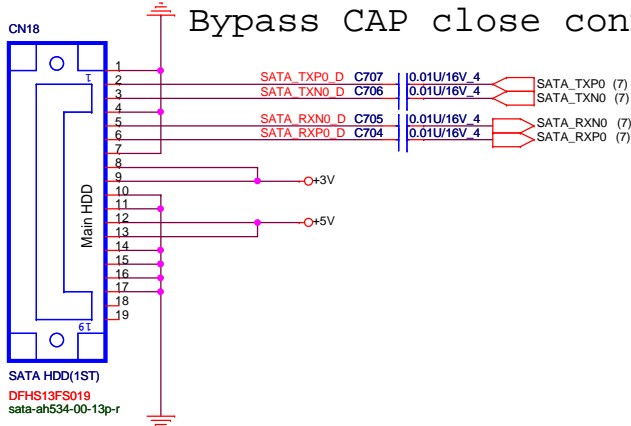 Bypass CAP close con
CN18
1
1
2
3
4
5
6
7
8
9
10
11
12
13
14
15
16
17
18
19
19
Main HDD
SATA_TXP0_D C707 0.01U/16V_4 SATA_TXP0 (7)
SATA_TXN0_D C706 0.01U/16V_4 SATA_TXN0 (7)
SATA_RXN0_D C705 0.01U/16V_4 SATA_RXN0 (7)
SATA_RXP0_D C704 0.01U/16V_4 SATA_RXP0 (7)
+3V
+5V
SATA HDD(1ST)
DFHS13FS019
sata-ah534-00-13p-r